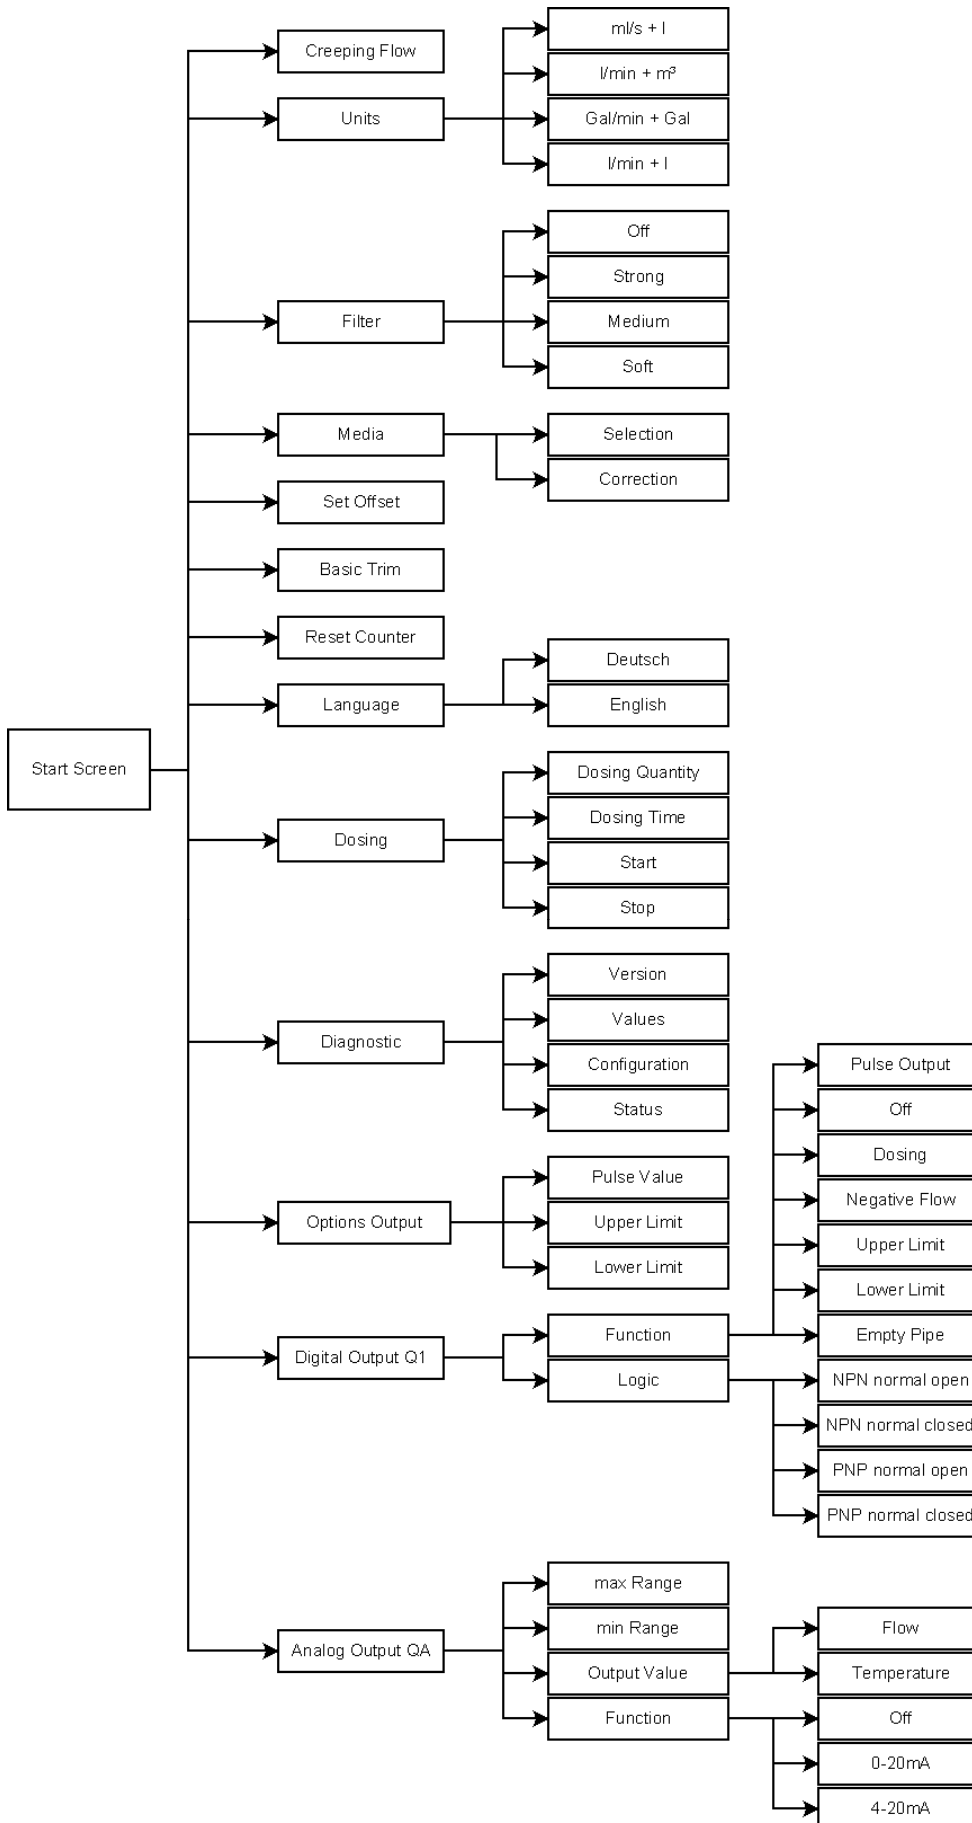 Start Screen
Creeping Flow
Units
ml/s + l
l/min + m³
Gal/min + Gal
l/min + l
Filter
Off
Strong
Medium
Soft
Media
Selection
Correction
Set Offset
Basic Trim
Reset Counter
Language
Deutsch
English
Dosing
Dosing Quantity
Dosing Time
Start
Stop
Diagnostic
Version
Values
Configuration
Status
Options Output
Pulse Value
Upper Limit
Lower Limit
Digital Output Q1
Function
Pulse Output
Off
Dosing
Negative Flow
Upper Limit
Lower Limit
Empty Pipe
Logic
NPN normal open
NPN normal closed
PNP normal open
PNP normal closed
Analog Output QA
max Range
min Range
Output Value
Flow
Temperature
Function
Off
0-20mA
4-20mA